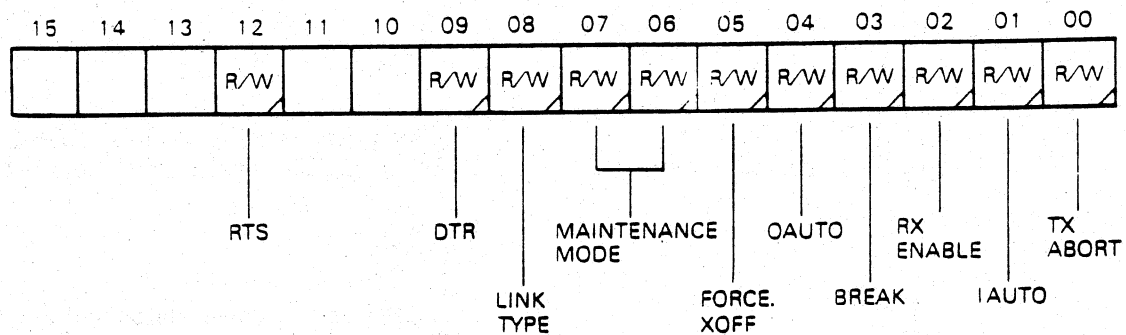 15 14 13 12 11 10 09 08 07 06 05 04 03 02 01 00
R/W R/W R/W R/W R/W R/W R/W R/W R/W R/W R/W
RTS DTR MAINTENANCE OAUTO RX TX
MODE ENABLE ABORT
LINK FORCE. BREAK IAUTO
TYPE XOFF